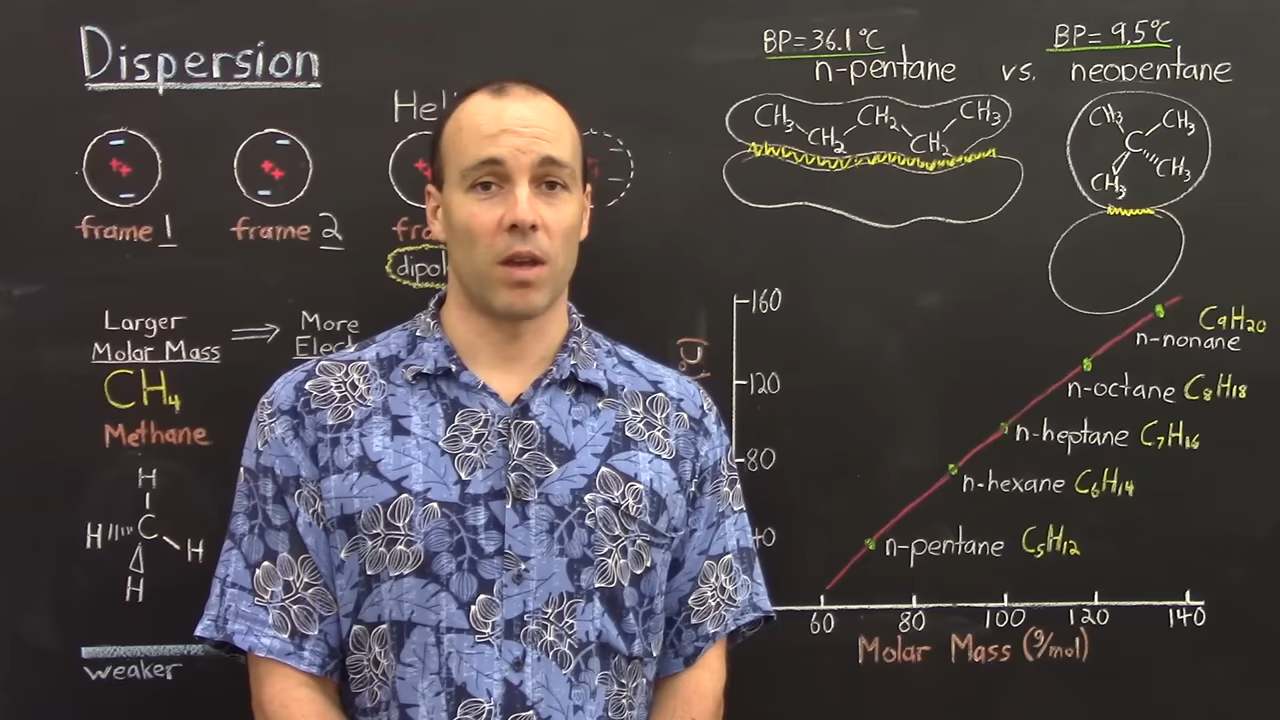 Dispersion
frame 1
frame 2
Larger
Molar Mass
More
CH₄
Methane
H
H C H
H
weaker
BP= 36.1°C
n-pentane vs. neopentane
BP= 9.5°C
CH₃ CH₂ CH₂ CH₂ CH₃
CH₃ CH₃
C
CH₃ CH₃
160
120
80
40
C₉H₂₀
n-nonane
n-octane C₈H₁₈
n-heptane C₇H₁₆
n-hexane C₆H₁₄
n-pentane C₅H₁₂
60 80 100 120 140
Molar Mass (g/mol)